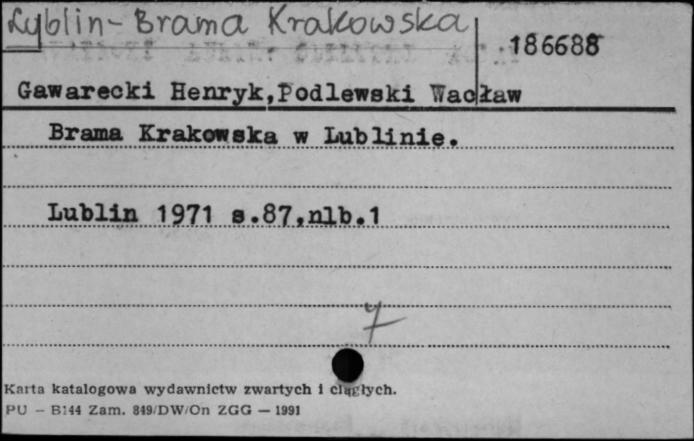 Lublin - Brama Krakowska
186688
Gawarecki Henryk,Podlewski Wacław
Brama Krakowska w Lublinie.
Lublin 1971 s.87,nlb.1
7
Karta katalogowa wydawnictw zwartych i ciągłych.
PU – B144 Zam. 849/DW/On ZGG — 1991